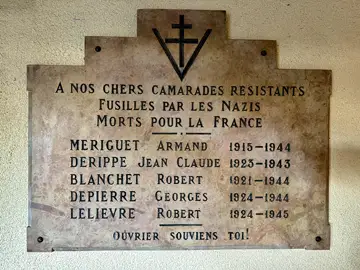 A NOS CHERS CAMARADES RESISTANTS
FUSILLES PAR LES NAZIS
MORTS POUR LA FRANCE
MERIGUET ARMAND 1915-1944
DERIPPE JEAN CLAUDE 1923-1943
BLANCHET ROBERT 1921-1944
DEPIERRE GEORGES 1924-1944
LELIEVRE ROBERT 1924-1945
OUVRIER SOUVIENS TOI!